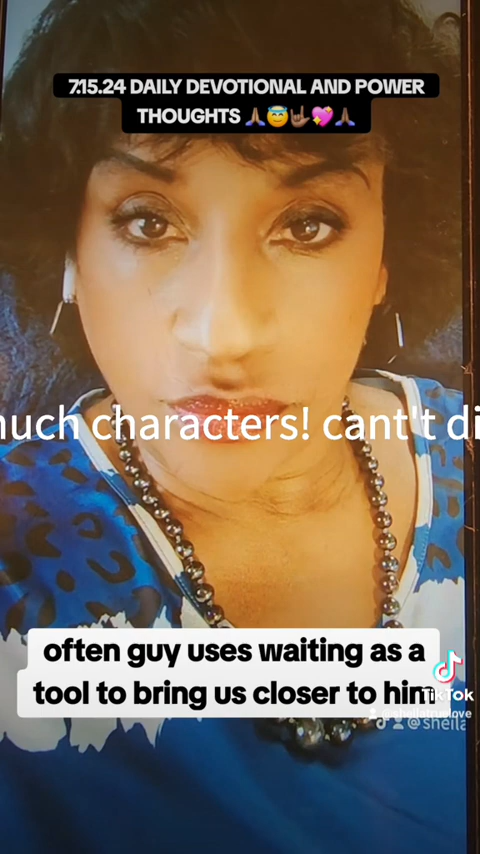 7.15.24 DAILY DEVOTIONAL AND POWER
THOUGHTS 🙏🏾😇🤟🏾💖🙏🏾
much characters! cant't di
often guy uses waiting as a
tool to bring us closer to him
TikTok
@sheilatruelove
@sheila